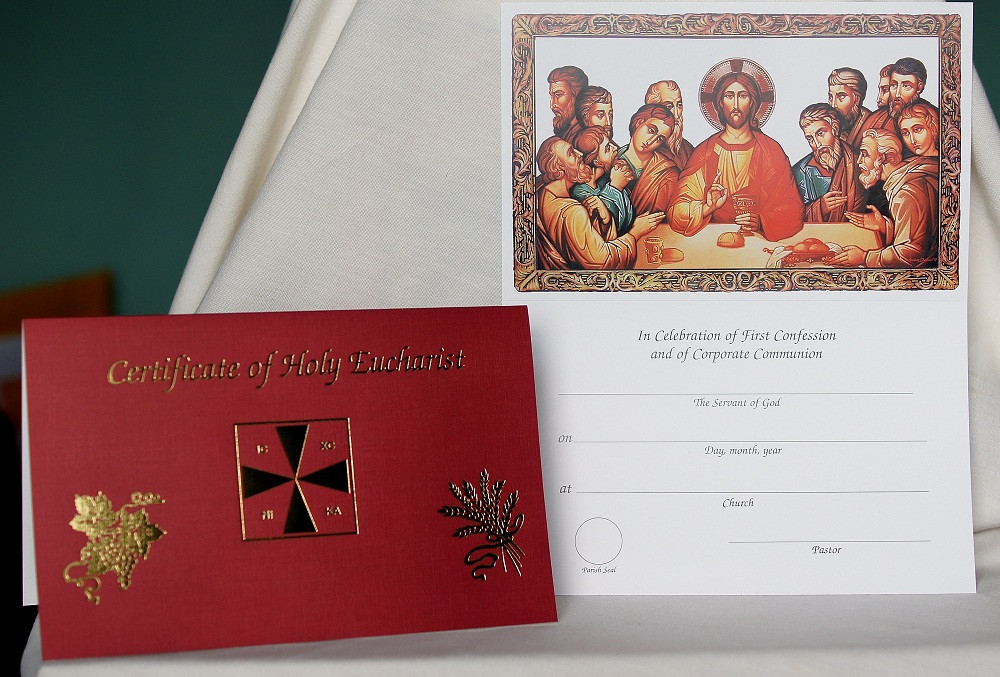 Certificate of Holy Eucharist
IC XC
NI KA
In Celebration of First Confession
and of Corporate Communion
The Servant of God
on
Day, month, year
at
Church
Pastor
Parish Seal